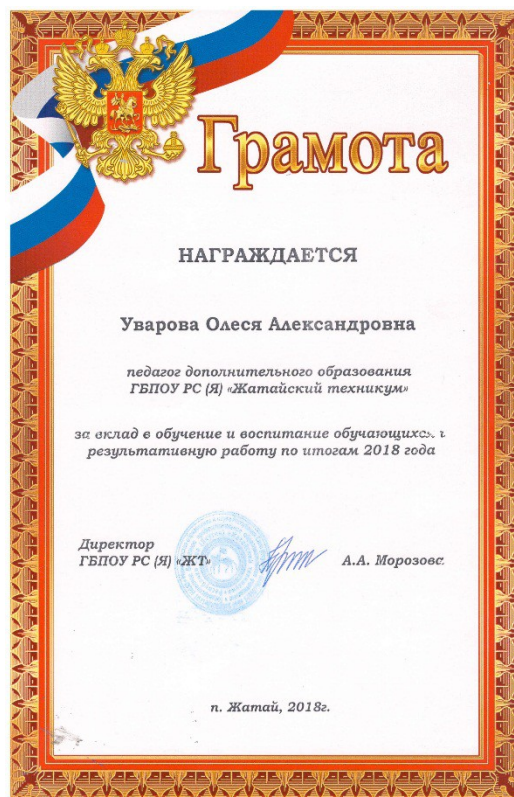 Грамота
НАГРАЖДАЕТСЯ
Уварова Олеся Александровна
педагог дополнительного образования
ГБПОУ РС (Я) «Жатайский техникум»
за вклад в обучение и воспитание обучающихся и
результативную работу по итогам 2018 года
Директор
ГБПОУ РС (Я) «ЖТ» А.А. Морозова
п. Жатай, 2018г.